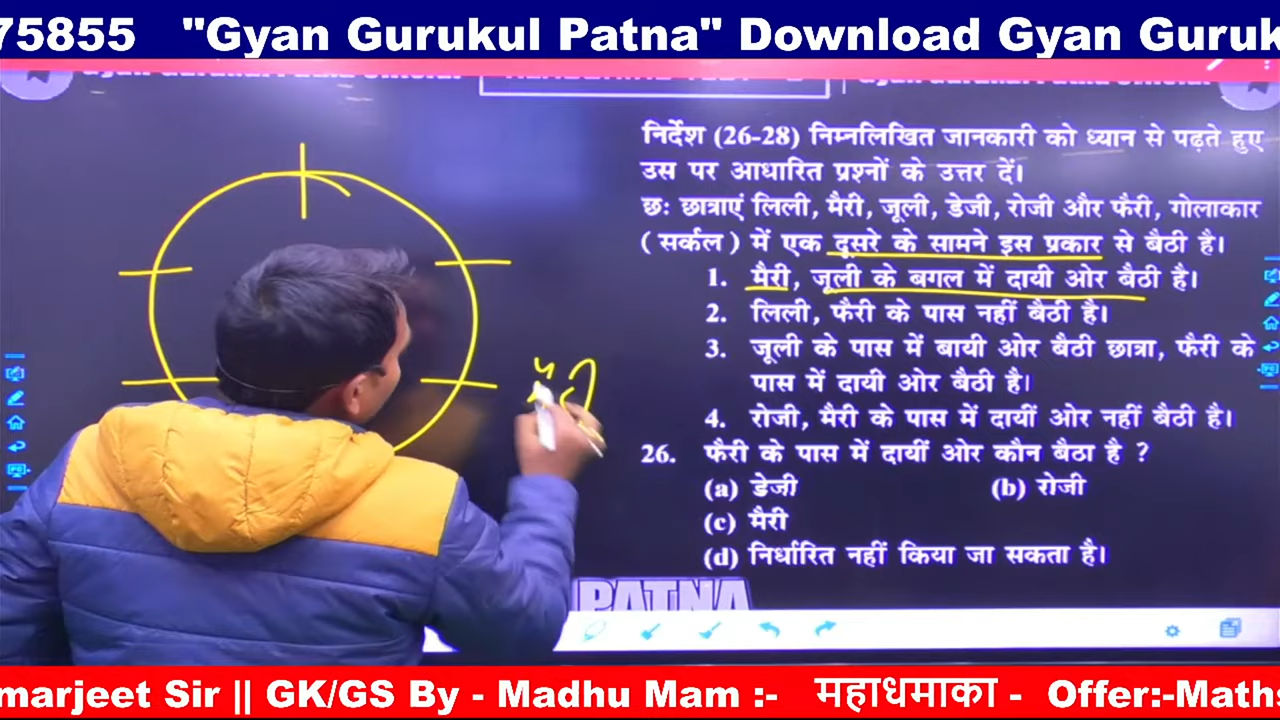 75855 "Gyan Gurukul Patna" Download Gyan Guruk
निर्देश (26-28) निम्नलिखित जानकारी को ध्यान से पढ़ते हुए
उस पर आधारित प्रश्नों के उत्तर दें।
छः छात्राएं लिली, मैरी, जूली, डेजी, रोजी और फैरी, गोलाकार
(सर्कल) में एक दूसरे के सामने इस प्रकार से बैठी है।
1. मैरी, जूली के बगल में दायी ओर बैठी है।
2. लिली, फैरी के पास नहीं बैठी है।
3. जूली के पास में बायी ओर बैठी छात्रा, फैरी के
पास में दायी ओर बैठी है।
4. रोजी, मैरी के पास में दायीं ओर नहीं बैठी है।
26. फैरी के पास में दायीं ओर कौन बैठा है ?
(a) डेजी (b) रोजी
(c) मैरी
(d) निर्धारित नहीं किया जा सकता है।
PATNA
marjeet Sir || GK/GS By - Madhu Mam :- महाधमाका - Offer:-Maths